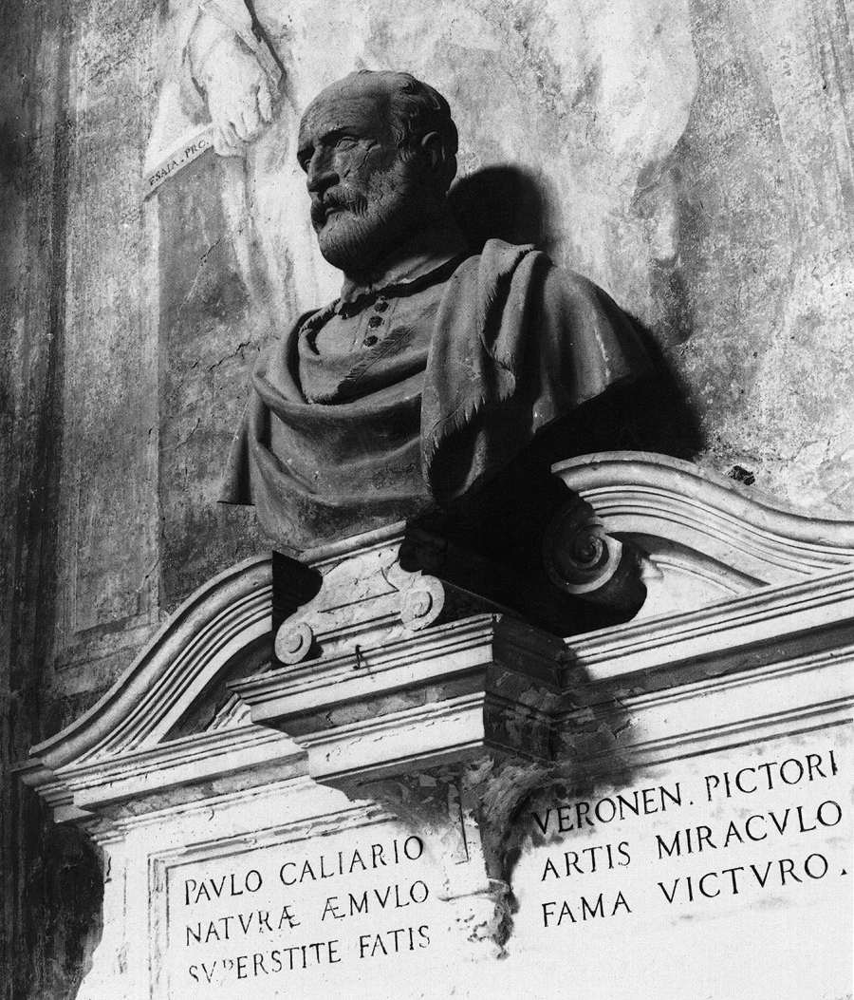 ESAIA . PRO.
PAVLO CALIARIO
NATVRÆ ÆMVLO
SVPERSTITE FATIS
VERONEN . PICTORI
ARTIS MIRACVLO
FAMA VICTVRO .